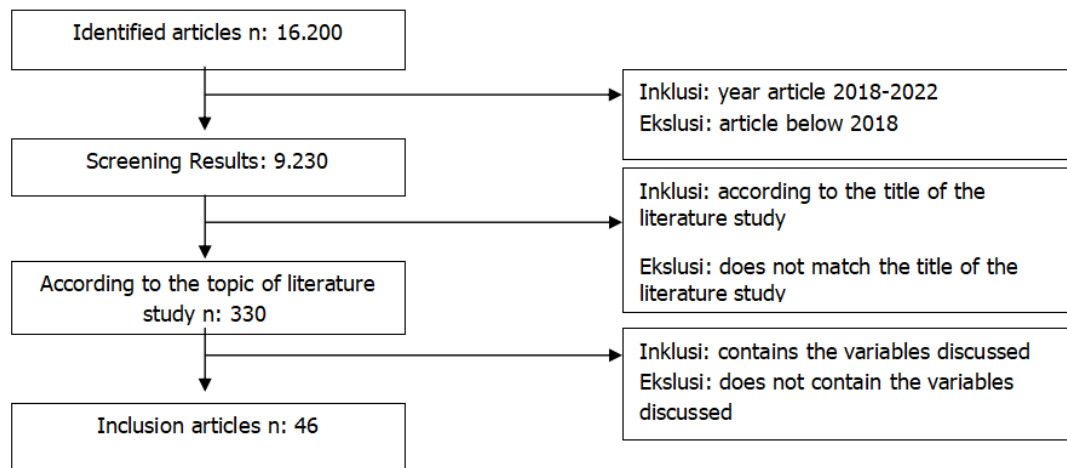 Identified articles n: 16.200
Inklusi: year article 2018-2022
Ekslusi: article below 2018
Screening Results: 9.230
Inklusi: according to the title of the
literature study
Ekslusi: does not match the title of the
literature study
According to the topic of literature
study n: 330
Inklusi: contains the variables discussed
Ekslusi: does not contain the variables
discussed
Inclusion articles n: 46